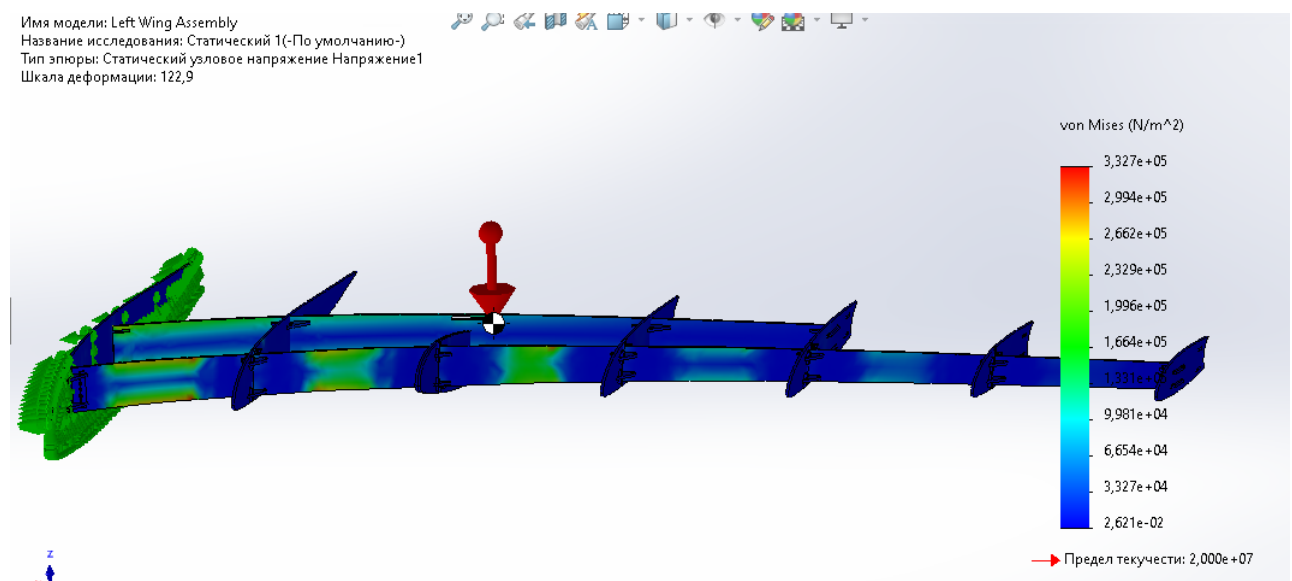 Имя модели: Left Wing Assembly
Название исследования: Статический 1(-По умолчанию-)
Тип эпюры: Статический узловое напряжение Напряжение1
Шкала деформации: 122,9
von Mises (N/m^2)
3,327e+05
2,994e+05
2,662e+05
2,329e+05
1,996e+05
1,664e+05
1,331e+05
9,981e+04
6,654e+04
3,327e+04
2,621e-02
Предел текучести: 2,000e+07
z